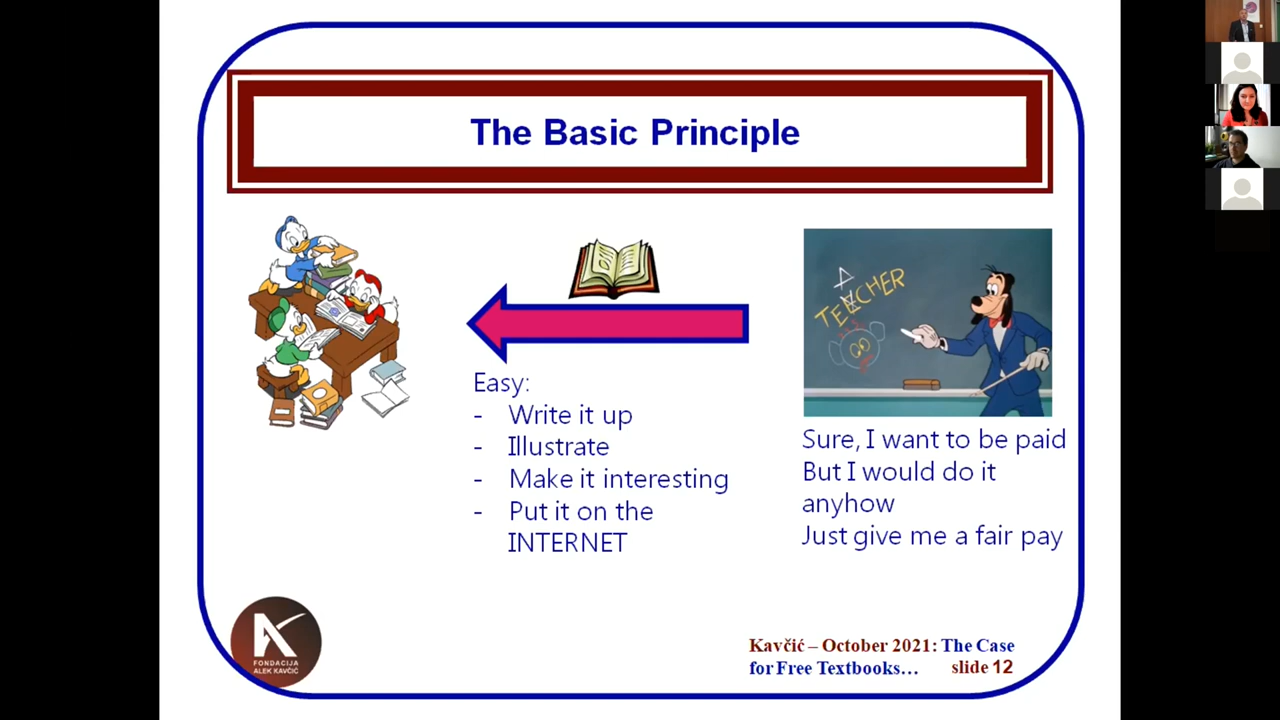 The Basic Principle
A
TEACHER
Easy:
- Write it up
- Illustrate
- Make it interesting
- Put it on the
INTERNET
Sure, I want to be paid
But I would do it
anyhow
Just give me a fair pay
FONDACIJA
ALEK KAVČIĆ
Kavčić – October 2021: The Case
for Free Textbooks… slide 12